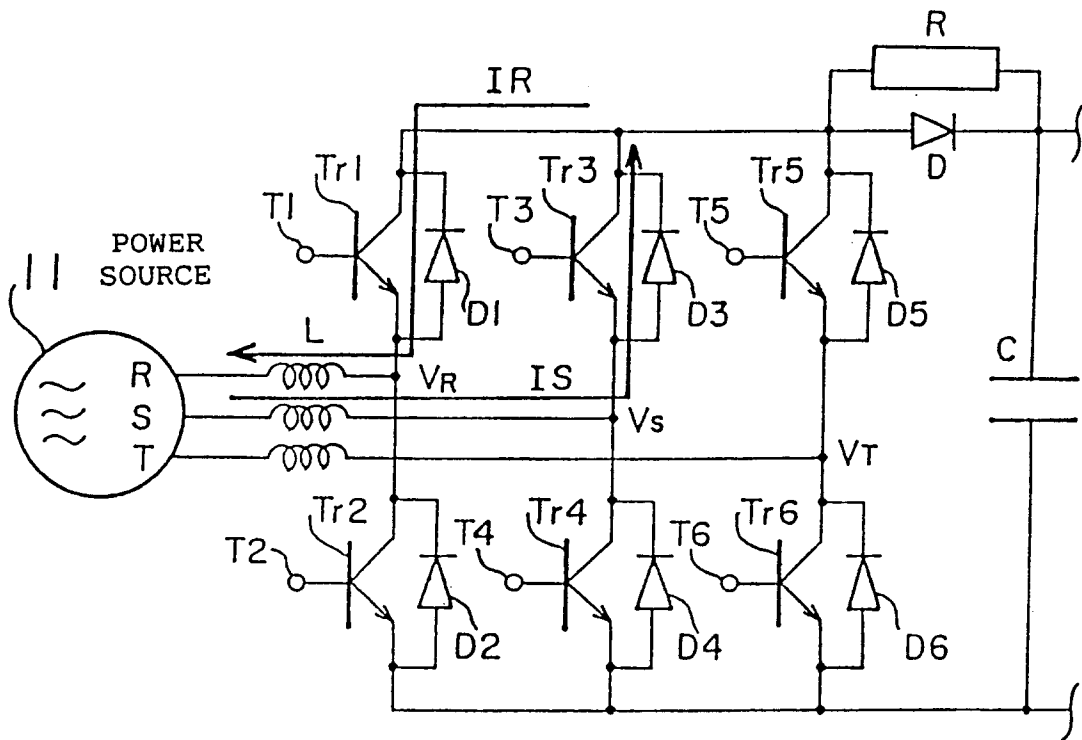 R
IR
D
Tr1
Tr3
Tr5
T1
T3
T5
POWER
SOURCE
11
D1
D3
D5
L
C
R
VR
IS
S
Vs
T
VT
Tr2
Tr4
Tr6
T2
T4
T6
D2
D4
D6